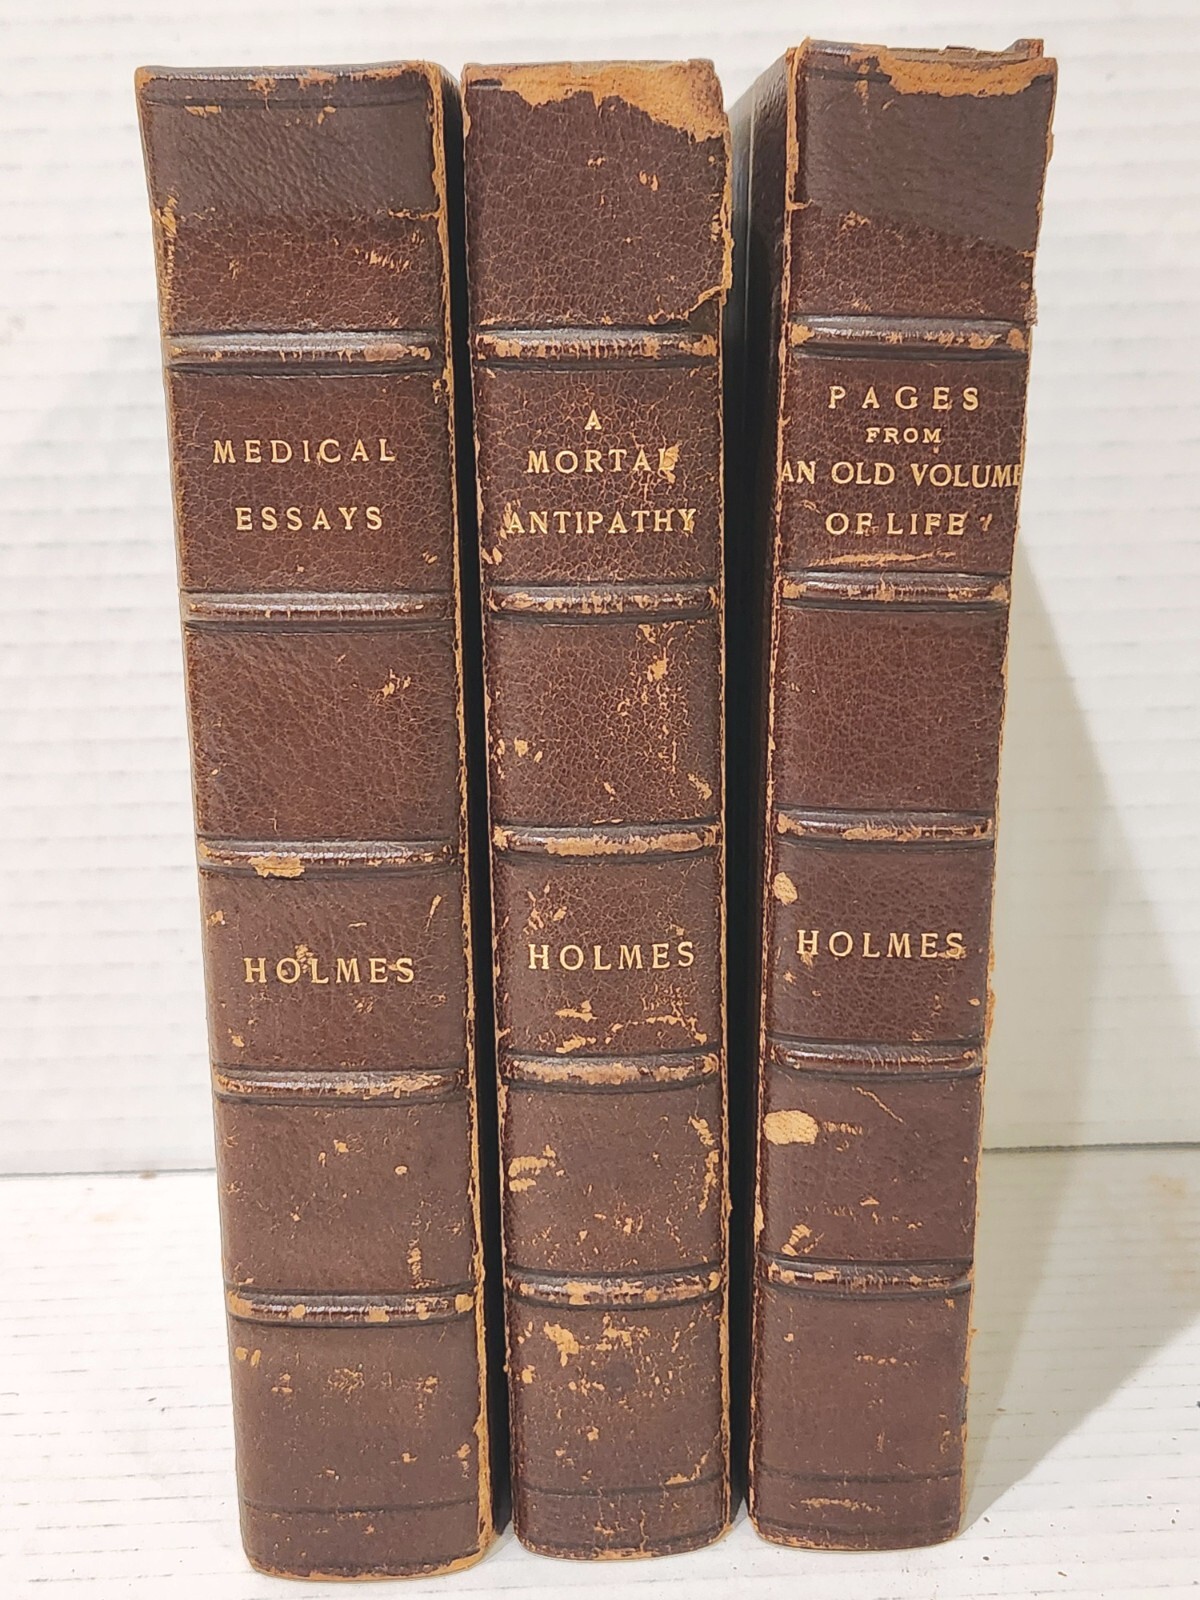 MEDICAL
ESSAYS
HOLMES
A
MORTAL
ANTIPATHY
HOLMES
PAGES
FROM
AN OLD VOLUME
OF LIFE
HOLMES